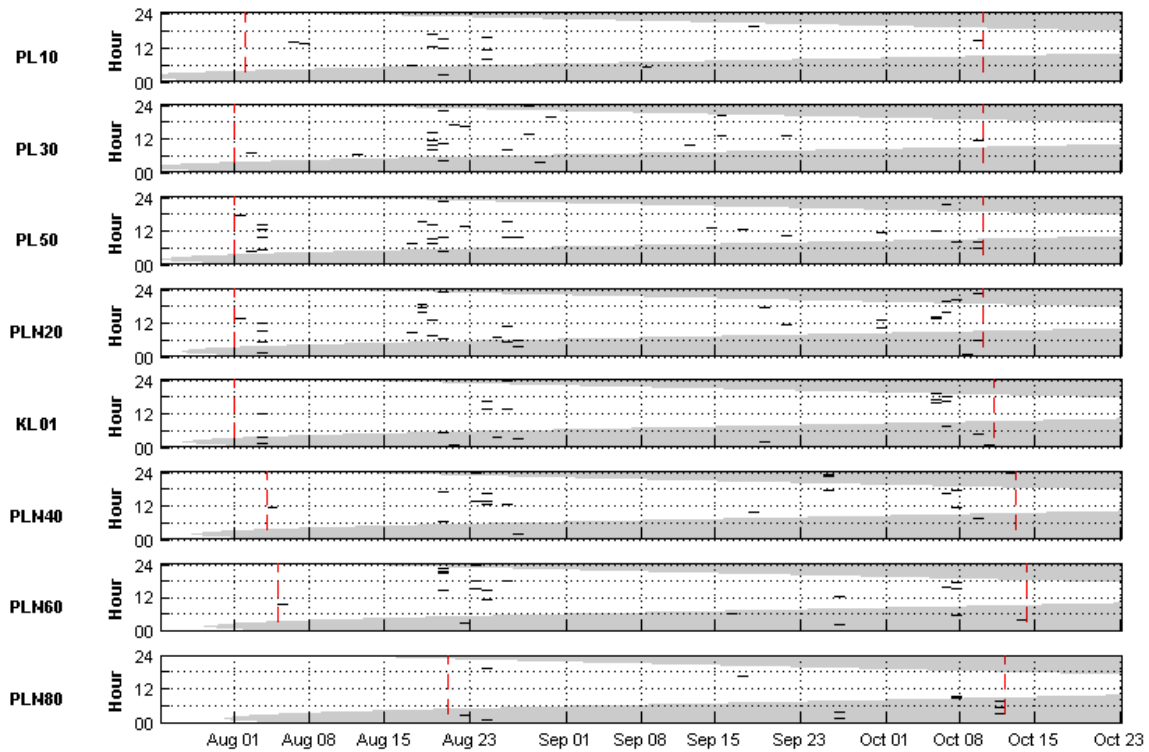 PL10 Hour 24 12 00
PL30 Hour 24 12 00
PL50 Hour 24 12 00
PLN20 Hour 24 12 00
KL01 Hour 24 12 00
PLN40 Hour 24 12 00
PLN60 Hour 24 12 00
PLN80 Hour 24 12 00
Aug 01 Aug 08 Aug 15 Aug 23 Sep 01 Sep 08 Sep 15 Sep 23 Oct 01 Oct 08 Oct 15 Oct 23